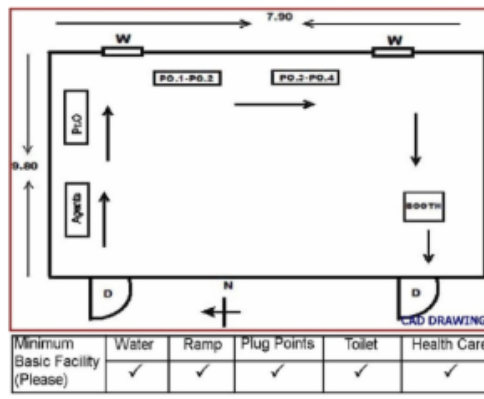 7.90
W W
PO.1-PO.2 PO.3-PO.4
Pr.O
9.80
Agents
BOOTH
N
D D
CAD DRAWING
Minimum Basic Facility (Please) Water Ramp Plug Points Toilet Health Care
✓ ✓ ✓ ✓ ✓